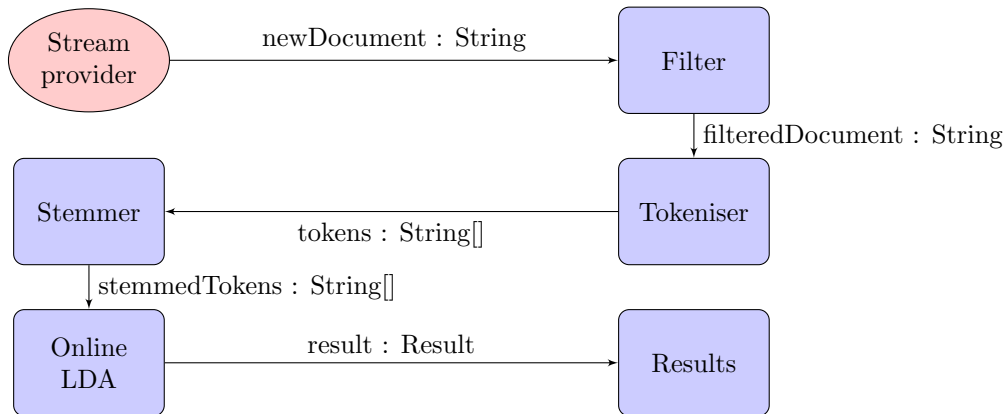 Stream
provider
newDocument : String
Filter
filteredDocument : String
Stemmer
tokens : String[]
Tokeniser
stemmedTokens : String[]
Online
LDA
result : Result
Results